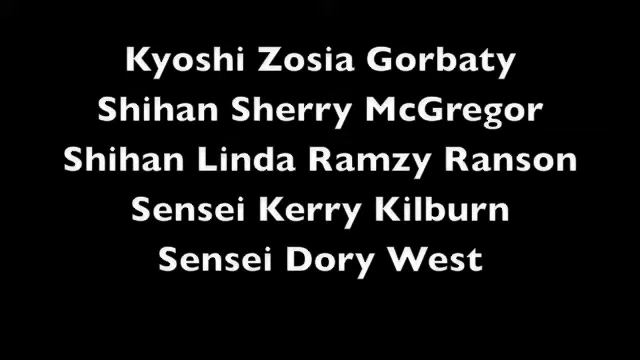 Kyoshi Zosia Gorbaty
Shihan Sherry McGregor
Shihan Linda Ramzy Ranson
Sensei Kerry Kilburn
Sensei Dory West